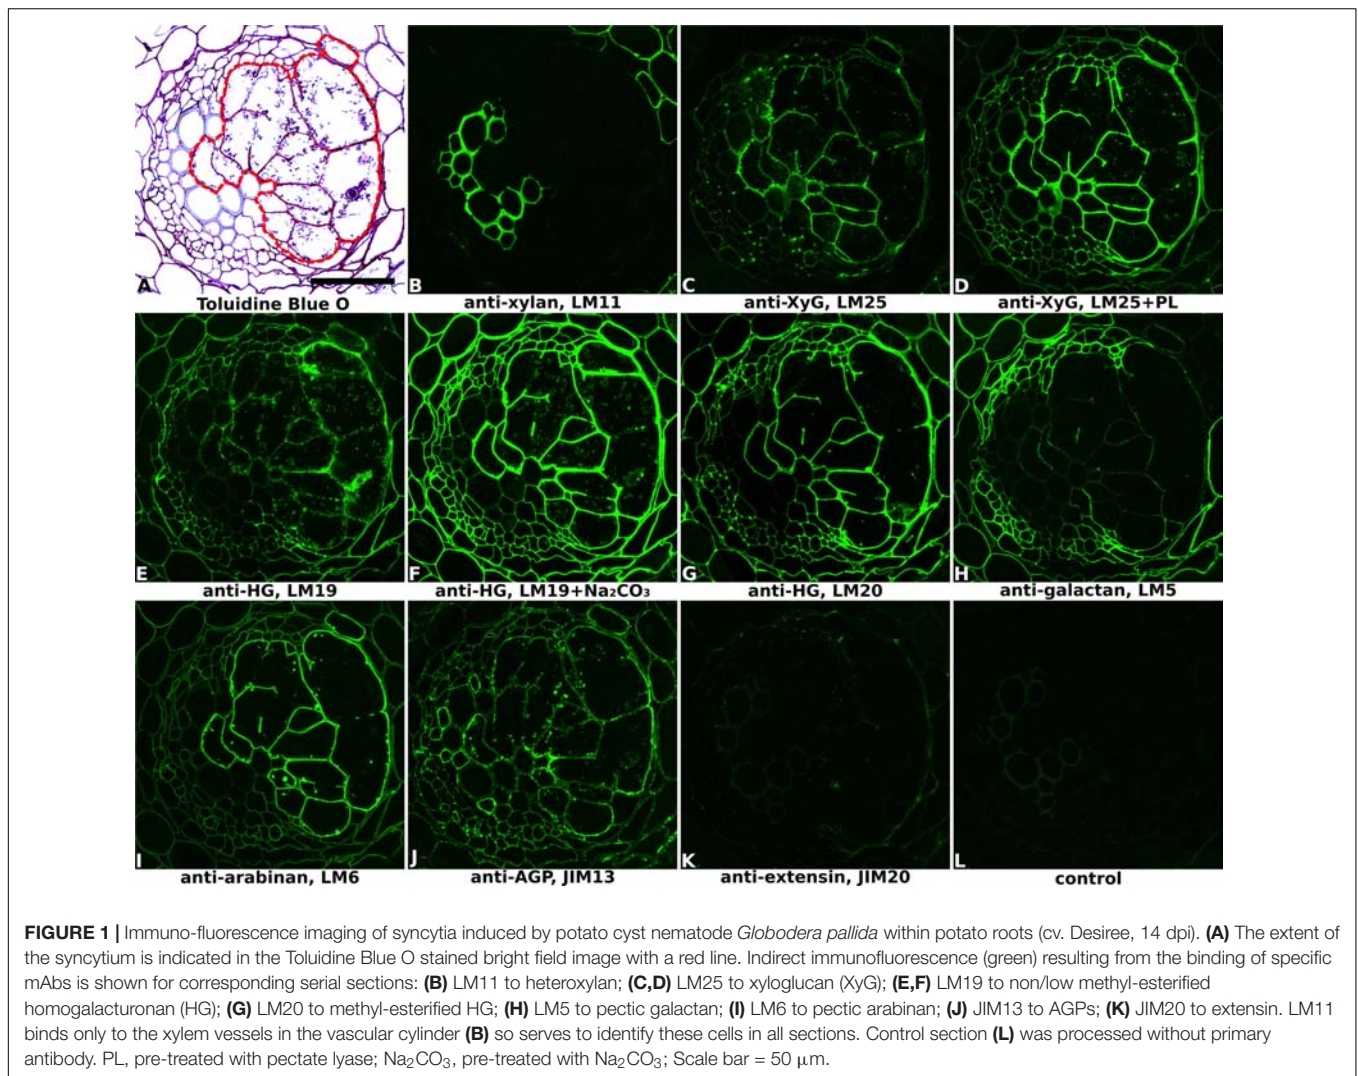 A B C D
Toluidine Blue O anti-xylan, LM11 anti-XyG, LM25 anti-XyG, LM25+PL
E F G H
anti-HG, LM19 anti-HG, LM19+Na₂CO₃ anti-HG, LM20 anti-galactan, LM5
I J K L
anti-arabinan, LM6 anti-AGP, JIM13 anti-extensin, JIM20 control
FIGURE 1 | Immuno-fluorescence imaging of syncytia induced by potato cyst nematode Globodera pallida within potato roots (cv. Desiree, 14 dpi). (A) The extent of
the syncytium is indicated in the Toluidine Blue O stained bright field image with a red line. Indirect immunofluorescence (green) resulting from the binding of specific
mAbs is shown for corresponding serial sections: (B) LM11 to heteroxylan; (C,D) LM25 to xyloglucan (XyG); (E,F) LM19 to non/low methyl-esterified
homogalacturonan (HG); (G) LM20 to methyl-esterified HG; (H) LM5 to pectic galactan; (I) LM6 to pectic arabinan; (J) JIM13 to AGPs; (K) JIM20 to extensin. LM11
binds only to the xylem vessels in the vascular cylinder (B) so serves to identify these cells in all sections. Control section (L) was processed without primary
antibody. PL, pre-treated with pectate lyase; Na₂CO₃, pre-treated with Na₂CO₃; Scale bar = 50 μm.